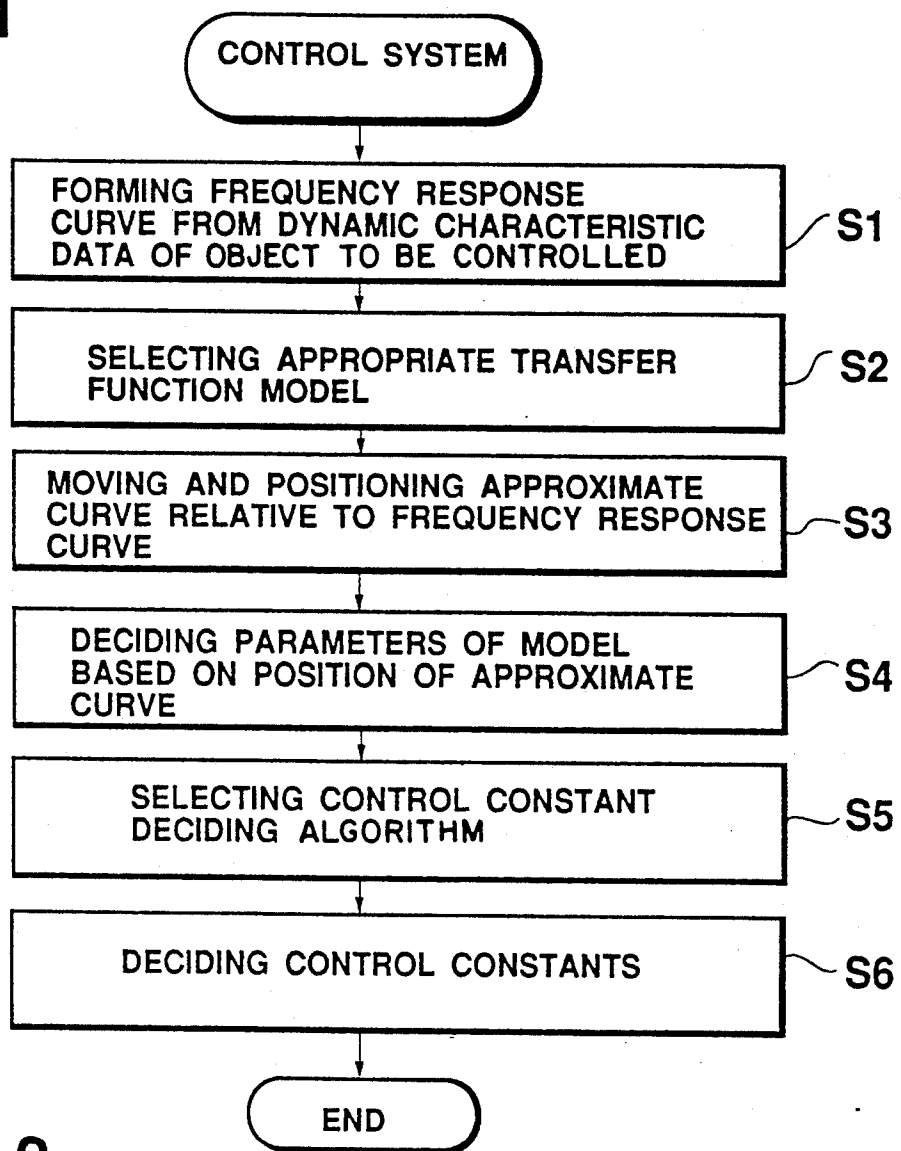 CONTROL SYSTEM
FORMING FREQUENCY RESPONSE
CURVE FROM DYNAMIC CHARACTERISTIC
DATA OF OBJECT TO BE CONTROLLED
S1
SELECTING APPROPRIATE TRANSFER
FUNCTION MODEL
S2
MOVING AND POSITIONING APPROXIMATE
CURVE RELATIVE TO FREQUENCY RESPONSE
CURVE
S3
DECIDING PARAMETERS OF MODEL
BASED ON POSITION OF APPROXIMATE
CURVE
S4
SELECTING CONTROL CONSTANT
DECIDING ALGORITHM
S5
DECIDING CONTROL CONSTANTS
S6
END